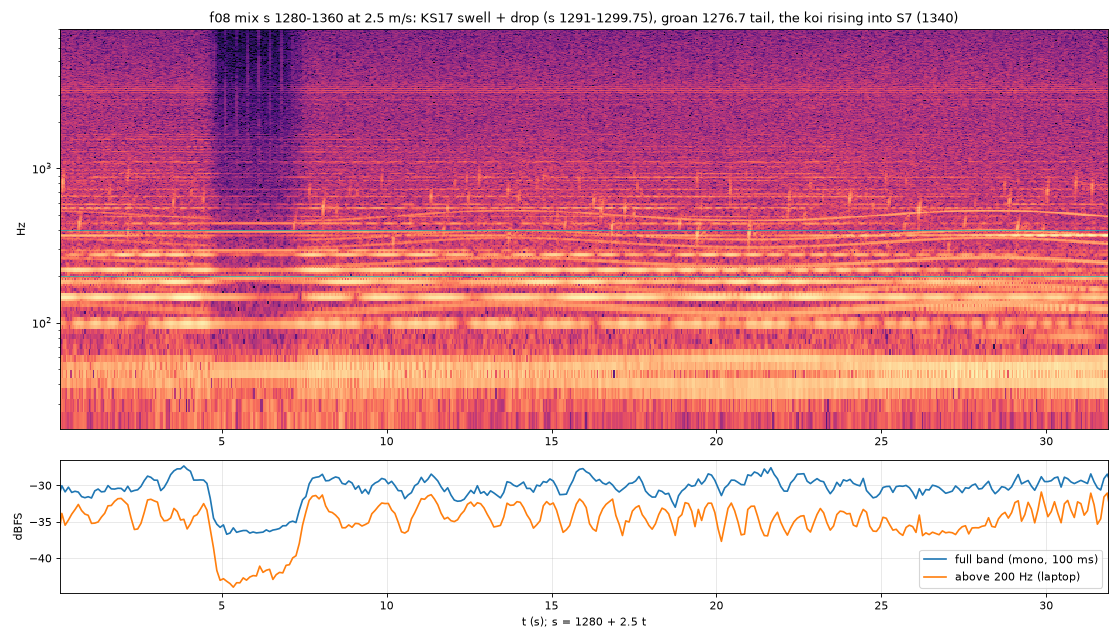 f08 mix s 1280-1360 at 2.5 m/s: KS17 swell + drop (s 1291-1299.75), groan 1276.7 tail, the koi rising into S7 (1340)
10³
Hz
10²
5 10 15 20 25 30
−30
−35
−40
dBFS
full band (mono, 100 ms)
above 200 Hz (laptop)
5 10 15 20 25 30
t (s); s = 1280 + 2.5 t